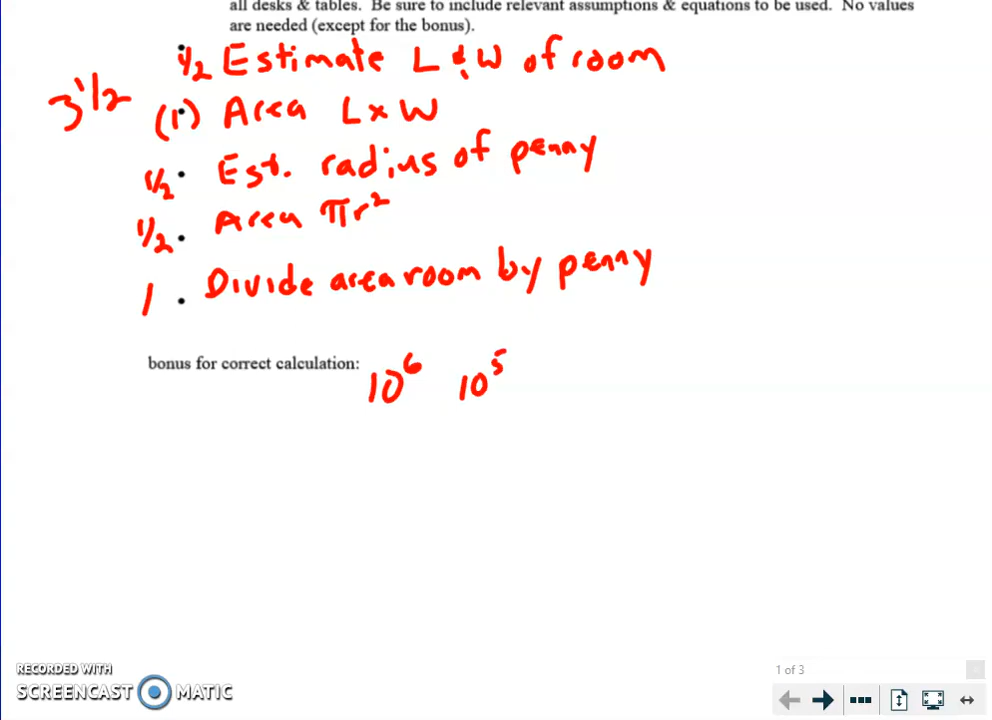 all desks & tables. Be sure to include relevant assumptions & equations to be used. No values
are needed (except for the bonus).
1/2 Estimate L & W of room
3 1/2
(1) Area L x W
1/2 Est. radius of penny
1/2 Area πr²
1 Divide area room by penny
bonus for correct calculation: 10⁶ 10⁵
RECORDED WITH
SCREENCAST MATIC
1 of 3